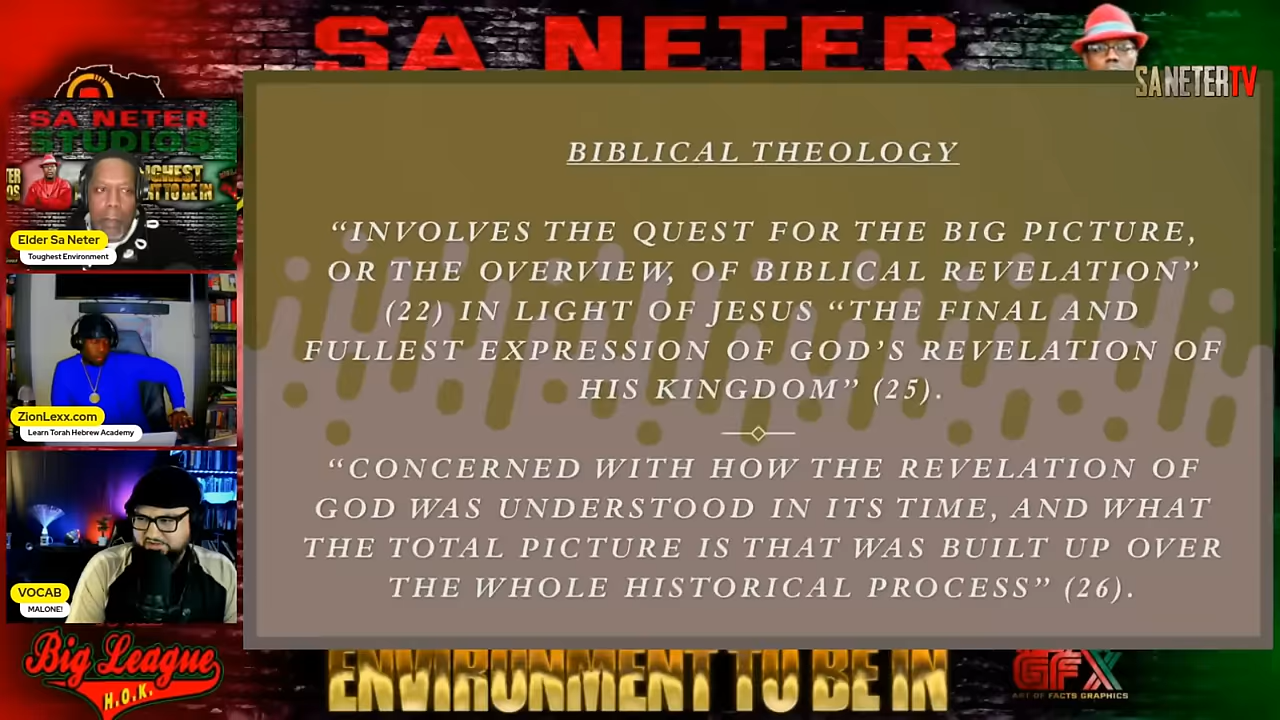 SA NETER
SANETERTV
SA NETER
STUDIOS
Elder Sa Neter
Toughest Environment
ZionLexx.com
Learn Torah Hebrew Academy
VOCAB
MALONE!
Big League
H.O.K.
BIBLICAL THEOLOGY
“INVOLVES THE QUEST FOR THE BIG PICTURE,
OR THE OVERVIEW, OF BIBLICAL REVELATION”
(22) IN LIGHT OF JESUS “THE FINAL AND
FULLEST EXPRESSION OF GOD’S REVELATION OF
HIS KINGDOM” (25).
“CONCERNED WITH HOW THE REVELATION OF
GOD WAS UNDERSTOOD IN ITS TIME, AND WHAT
THE TOTAL PICTURE IS THAT WAS BUILT UP OVER
THE WHOLE HISTORICAL PROCESS” (26).
ENVIRONMENT TO BE IN
GFX
ART OF FACTS GRAPHICS